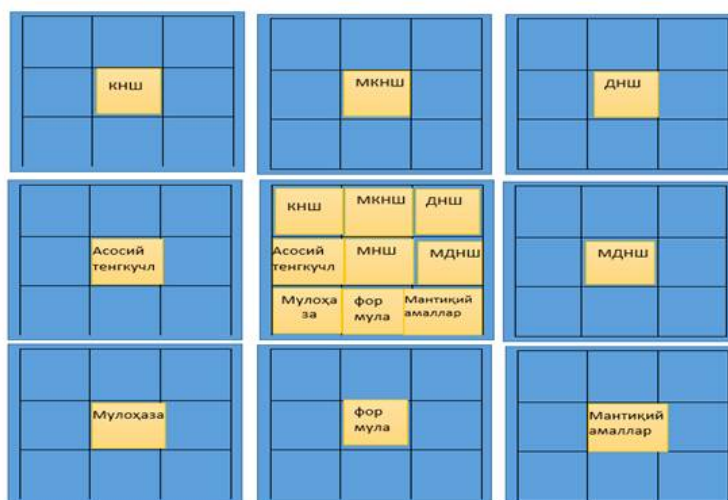 КНШ
МКНШ
ДНШ
Асосий
тенгкучл
КНШ
МКНШ
ДНШ
Асосий
тенгкучл
МНШ
МДНШ
Мулоҳа
за
фор
мула
Мантиқий
амаллар
МДНШ
Мулоҳаза
фор
мула
Мантиқий
амаллар